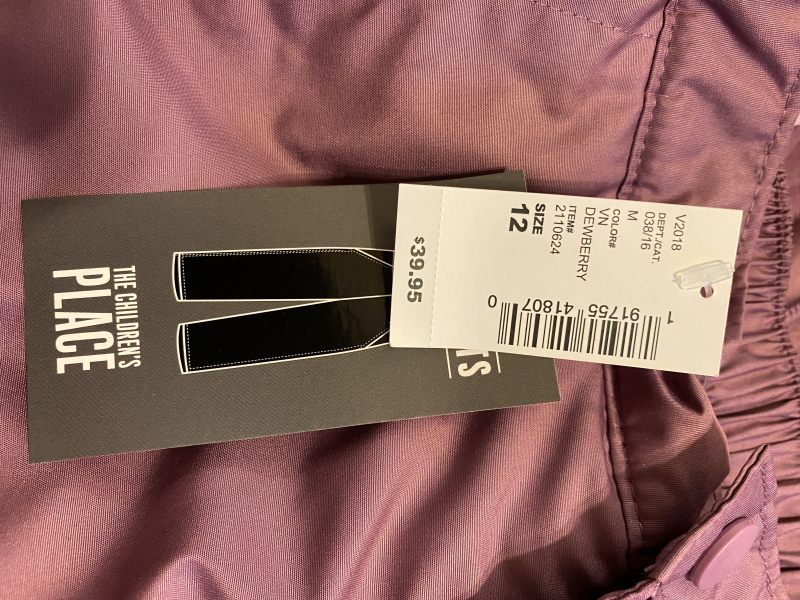 THE CHILDREN'S
PLACE
TS
V2018
DEPT./CAT.
038/16
M
COLOR#
VN
DEWBERRY
ITEM#
2110624
SIZE
12
1 91755 41807 0
$39.95